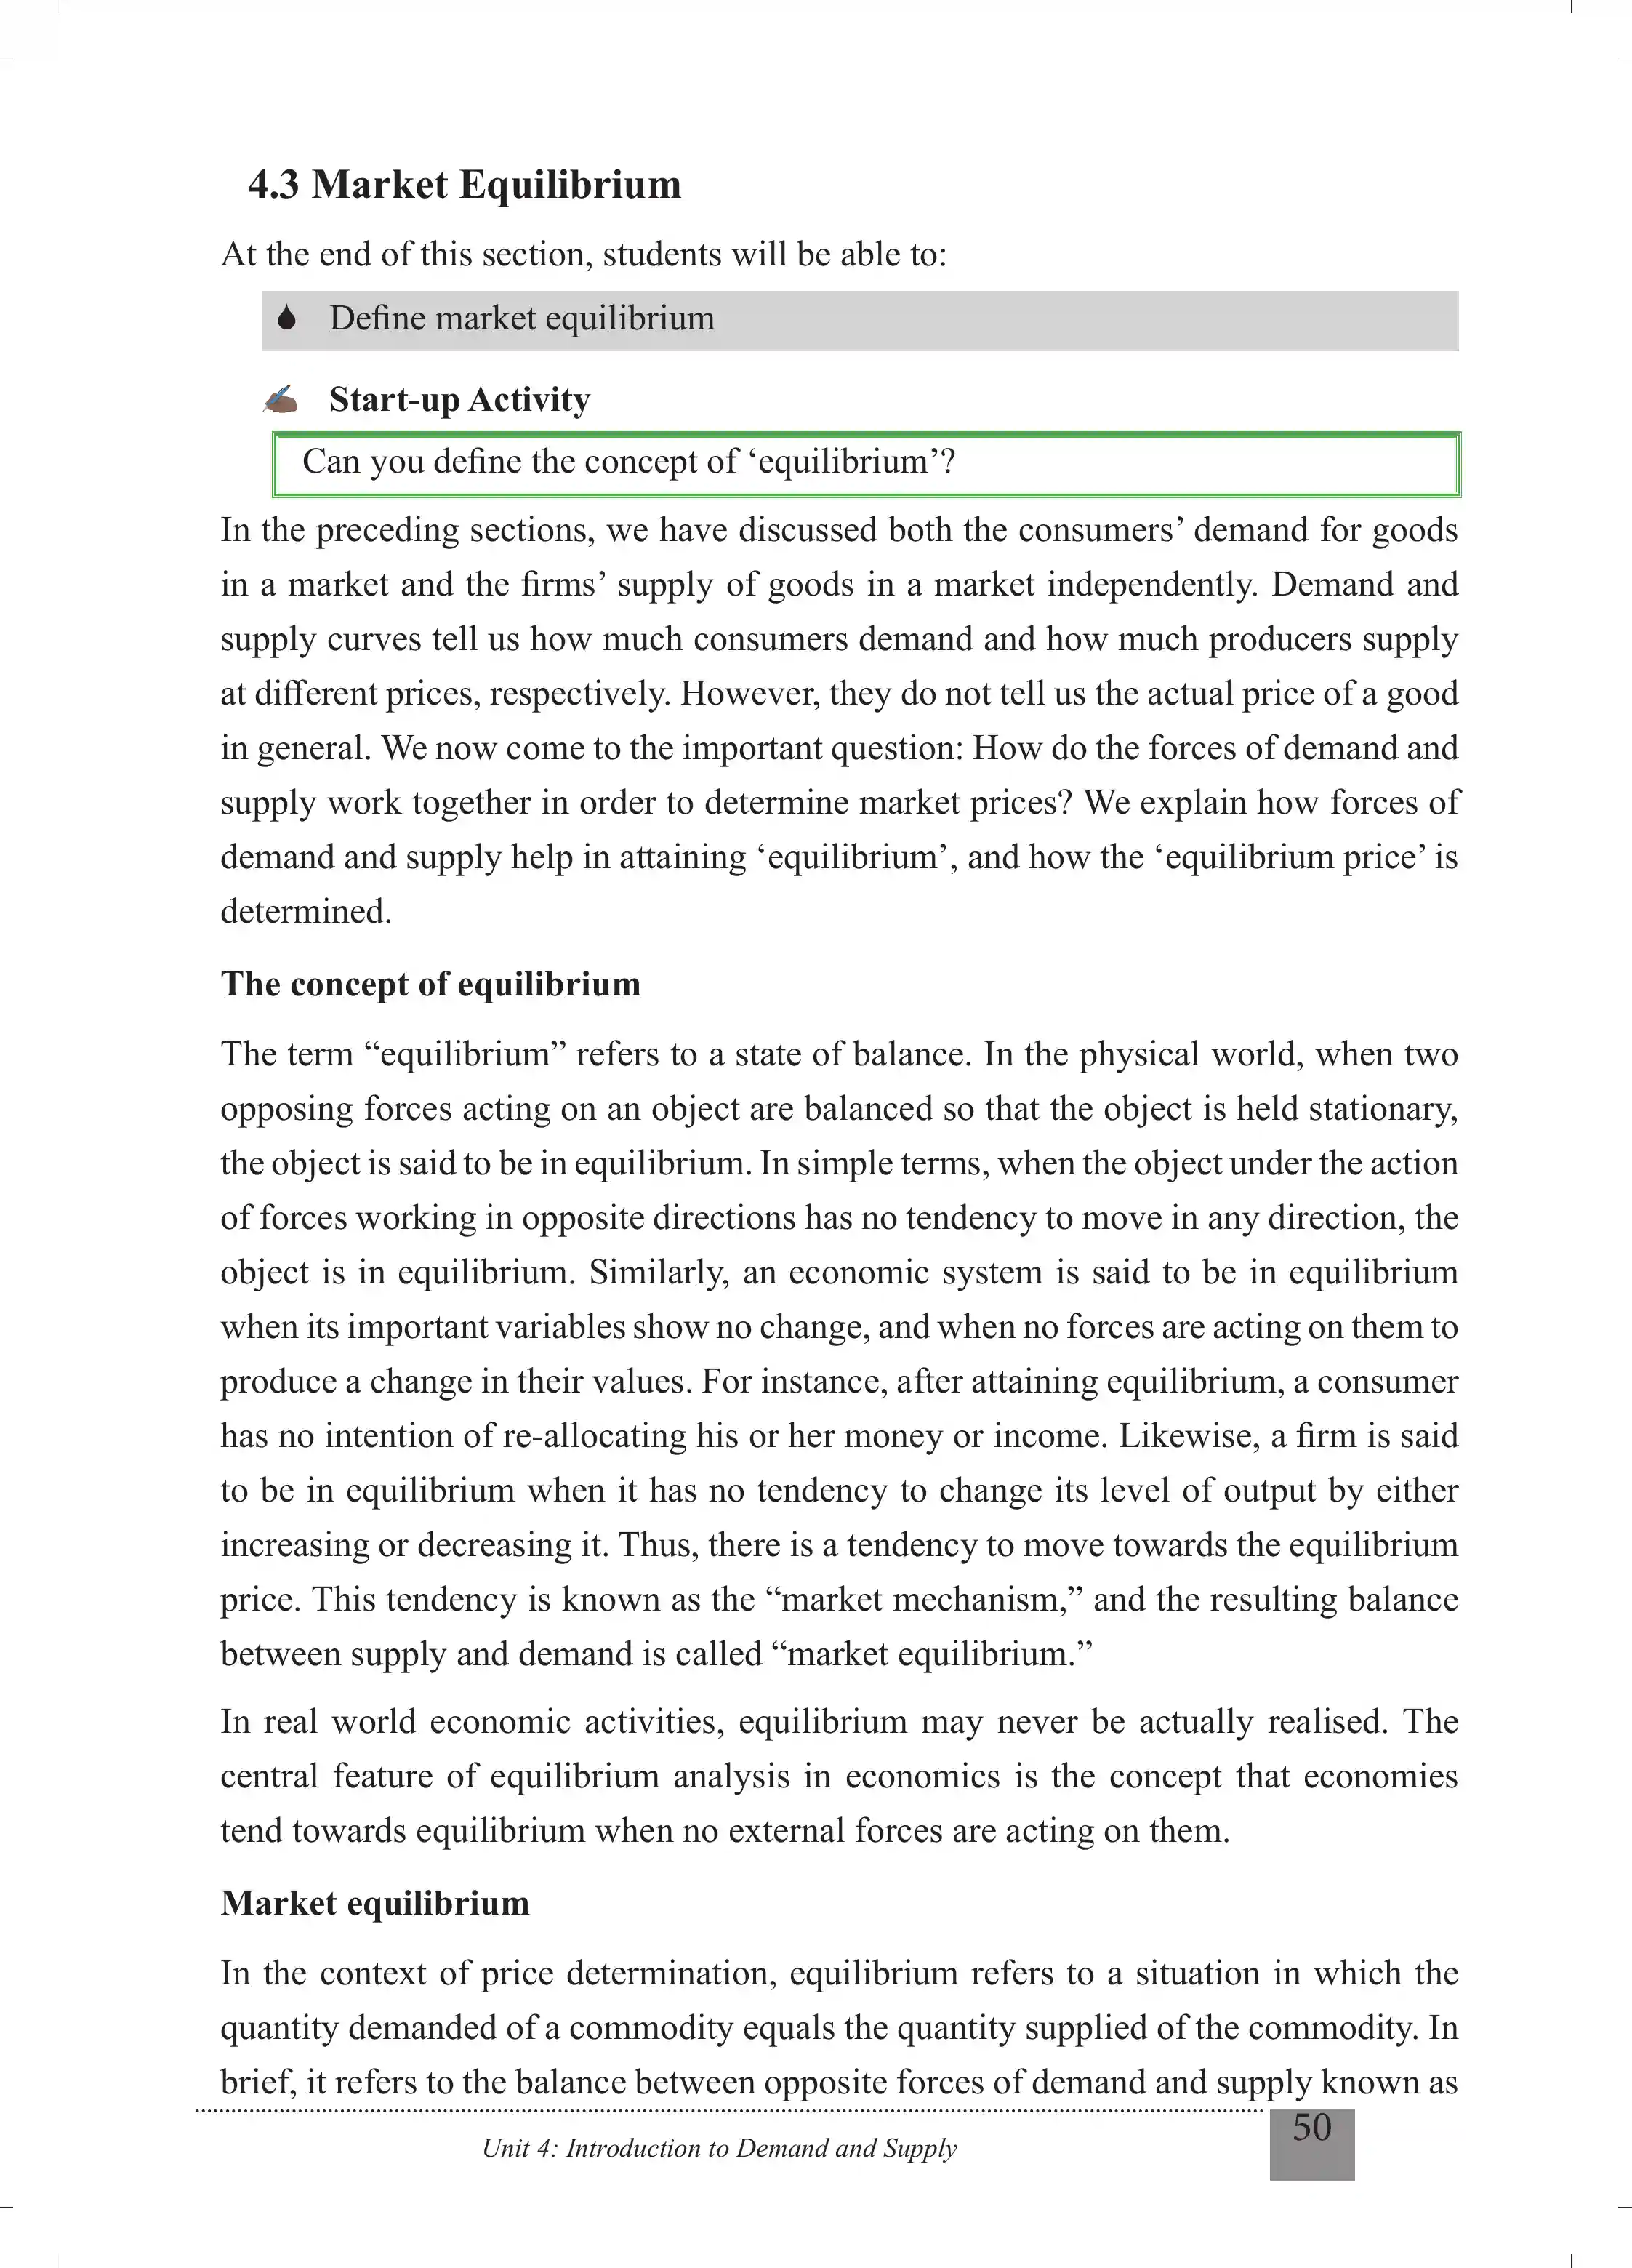 4.3 Market Equilibrium
At the end of this section, students will be able to:
Define market equilibrium
Start-up Activity
Can you define the concept of ‘equilibrium’?
In the preceding sections, we have discussed both the consumers’ demand for goods
in a market and the firms’ supply of goods in a market independently. Demand and
supply curves tell us how much consumers demand and how much producers supply
at different prices, respectively. However, they do not tell us the actual price of a good
in general. We now come to the important question: How do the forces of demand and
supply work together in order to determine market prices? We explain how forces of
demand and supply help in attaining ‘equilibrium’, and how the ‘equilibrium price’ is
determined.
The concept of equilibrium
The term “equilibrium” refers to a state of balance. In the physical world, when two
opposing forces acting on an object are balanced so that the object is held stationary,
the object is said to be in equilibrium. In simple terms, when the object under the action
of forces working in opposite directions has no tendency to move in any direction, the
object is in equilibrium. Similarly, an economic system is said to be in equilibrium
when its important variables show no change, and when no forces are acting on them to
produce a change in their values. For instance, after attaining equilibrium, a consumer
has no intention of re-allocating his or her money or income. Likewise, a firm is said
to be in equilibrium when it has no tendency to change its level of output by either
increasing or decreasing it. Thus, there is a tendency to move towards the equilibrium
price. This tendency is known as the “market mechanism,” and the resulting balance
between supply and demand is called “market equilibrium.”
In real world economic activities, equilibrium may never be actually realised. The
central feature of equilibrium analysis in economics is the concept that economies
tend towards equilibrium when no external forces are acting on them.
Market equilibrium
In the context of price determination, equilibrium refers to a situation in which the
quantity demanded of a commodity equals the quantity supplied of the commodity. In
brief, it refers to the balance between opposite forces of demand and supply known as
Unit 4: Introduction to Demand and Supply
50